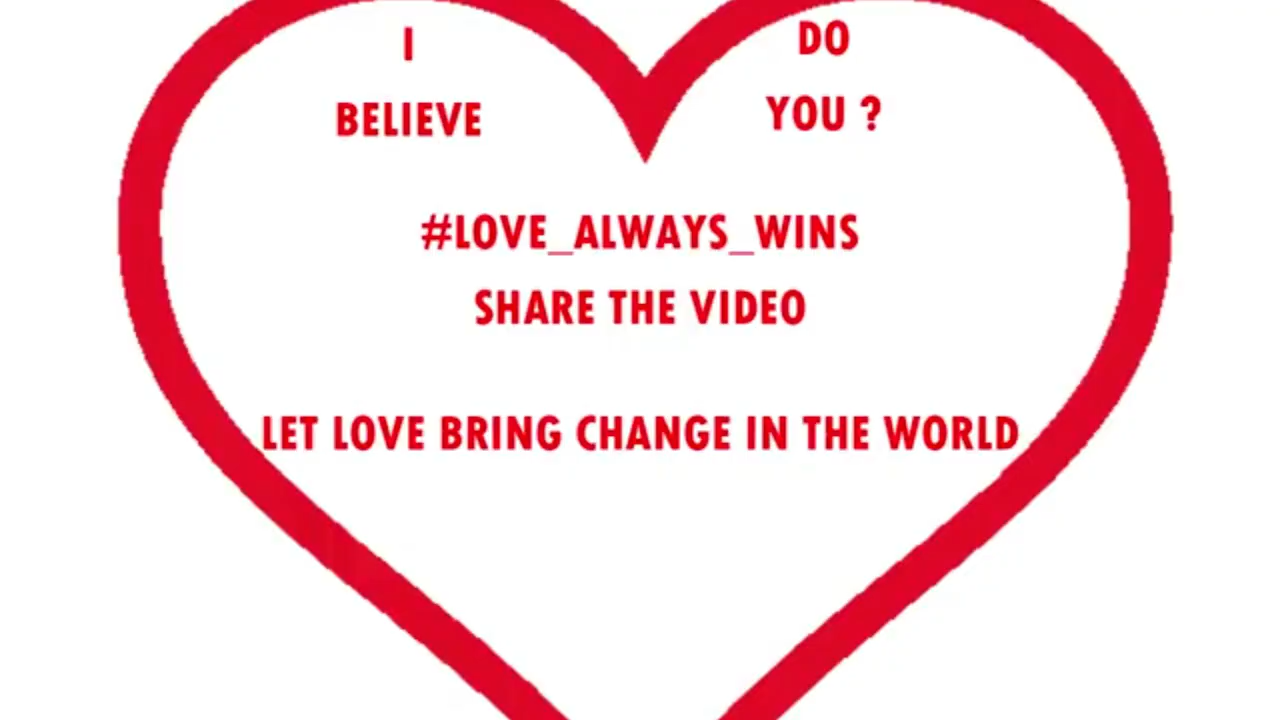 I
BELIEVE
DO
YOU ?
#LOVE_ALWAYS_WINS
SHARE THE VIDEO
LET LOVE BRING CHANGE IN THE WORLD